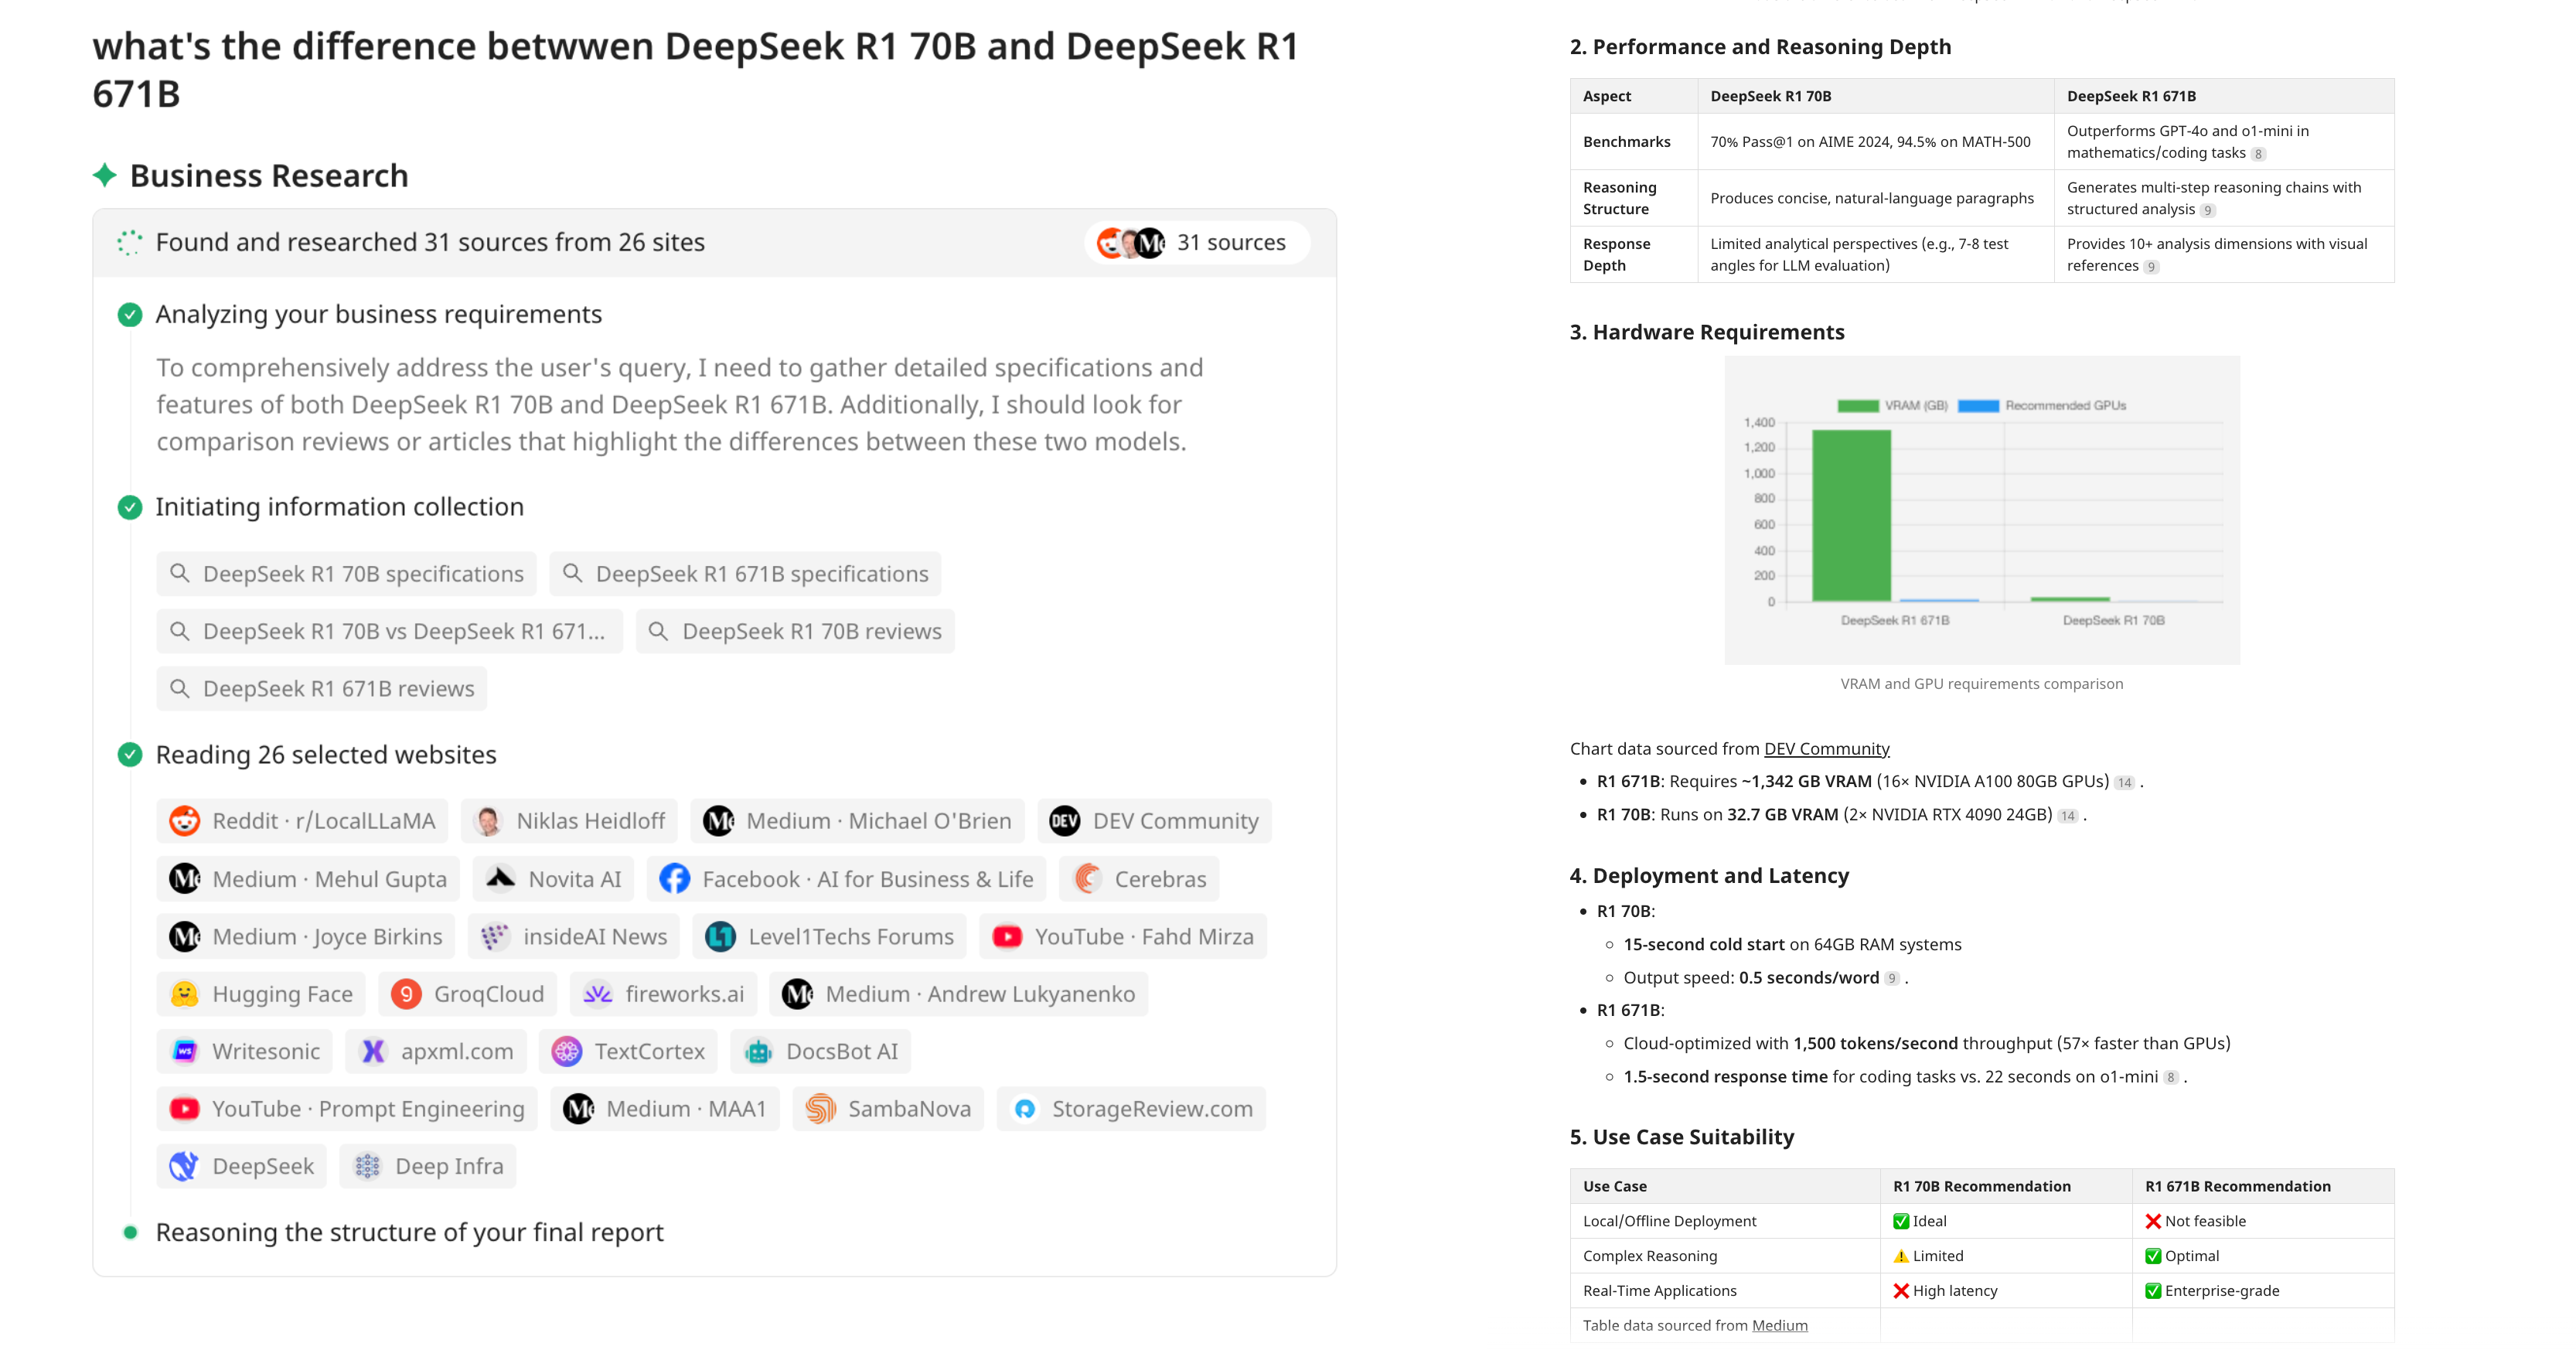 what's the difference betwwen DeepSeek R1 70B and DeepSeek R1
671B
Business Research
Found and researched 31 sources from 26 sites
31 sources
Analyzing your business requirements
To comprehensively address the user's query, I need to gather detailed specifications and
features of both DeepSeek R1 70B and DeepSeek R1 671B. Additionally, I should look for
comparison reviews or articles that highlight the differences between these two models.
Initiating information collection
DeepSeek R1 70B specifications
DeepSeek R1 671B specifications
DeepSeek R1 70B vs DeepSeek R1 671...
DeepSeek R1 70B reviews
DeepSeek R1 671B reviews
Reading 26 selected websites
Reddit · r/LocalLLaMA
Niklas Heidloff
Medium · Michael O'Brien
DEV DEV Community
Medium · Mehul Gupta
Novita AI
Facebook · AI for Business & Life
Cerebras
Medium · Joyce Birkins
insideAI News
Level1Techs Forums
YouTube · Fahd Mirza
Hugging Face
GroqCloud
fireworks.ai
Medium · Andrew Lukyanenko
Writesonic
apxml.com
TextCortex
DocsBot AI
YouTube · Prompt Engineering
Medium · MAA1
SambaNova
StorageReview.com
DeepSeek
Deep Infra
Reasoning the structure of your final report
2. Performance and Reasoning Depth
Aspect DeepSeek R1 70B DeepSeek R1 671B
Benchmarks 70% Pass@1 on AIME 2024, 94.5% on MATH-500 Outperforms GPT-4o and o1-mini in
mathematics/coding tasks 8
Reasoning
Structure Produces concise, natural-language paragraphs Generates multi-step reasoning chains with
structured analysis 9
Response
Depth Limited analytical perspectives (e.g., 7-8 test
angles for LLM evaluation) Provides 10+ analysis dimensions with visual
references 9
3. Hardware Requirements
VRAM (GB) Recommended GPUs
1,400
1,200
1,000
800
600
400
200
0
DeepSeek R1 671B DeepSeek R1 70B
VRAM and GPU requirements comparison
Chart data sourced from DEV Community
R1 671B: Requires ~1,342 GB VRAM (16× NVIDIA A100 80GB GPUs) 14 .
R1 70B: Runs on 32.7 GB VRAM (2× NVIDIA RTX 4090 24GB) 14 .
4. Deployment and Latency
R1 70B:
15-second cold start on 64GB RAM systems
Output speed: 0.5 seconds/word 9 .
R1 671B:
Cloud-optimized with 1,500 tokens/second throughput (57× faster than GPUs)
1.5-second response time for coding tasks vs. 22 seconds on o1-mini 8 .
5. Use Case Suitability
Use Case R1 70B Recommendation R1 671B Recommendation
Local/Offline Deployment ✅ Ideal ❌ Not feasible
Complex Reasoning ⚠️ Limited ✅ Optimal
Real-Time Applications ❌ High latency ✅ Enterprise-grade
Table data sourced from Medium